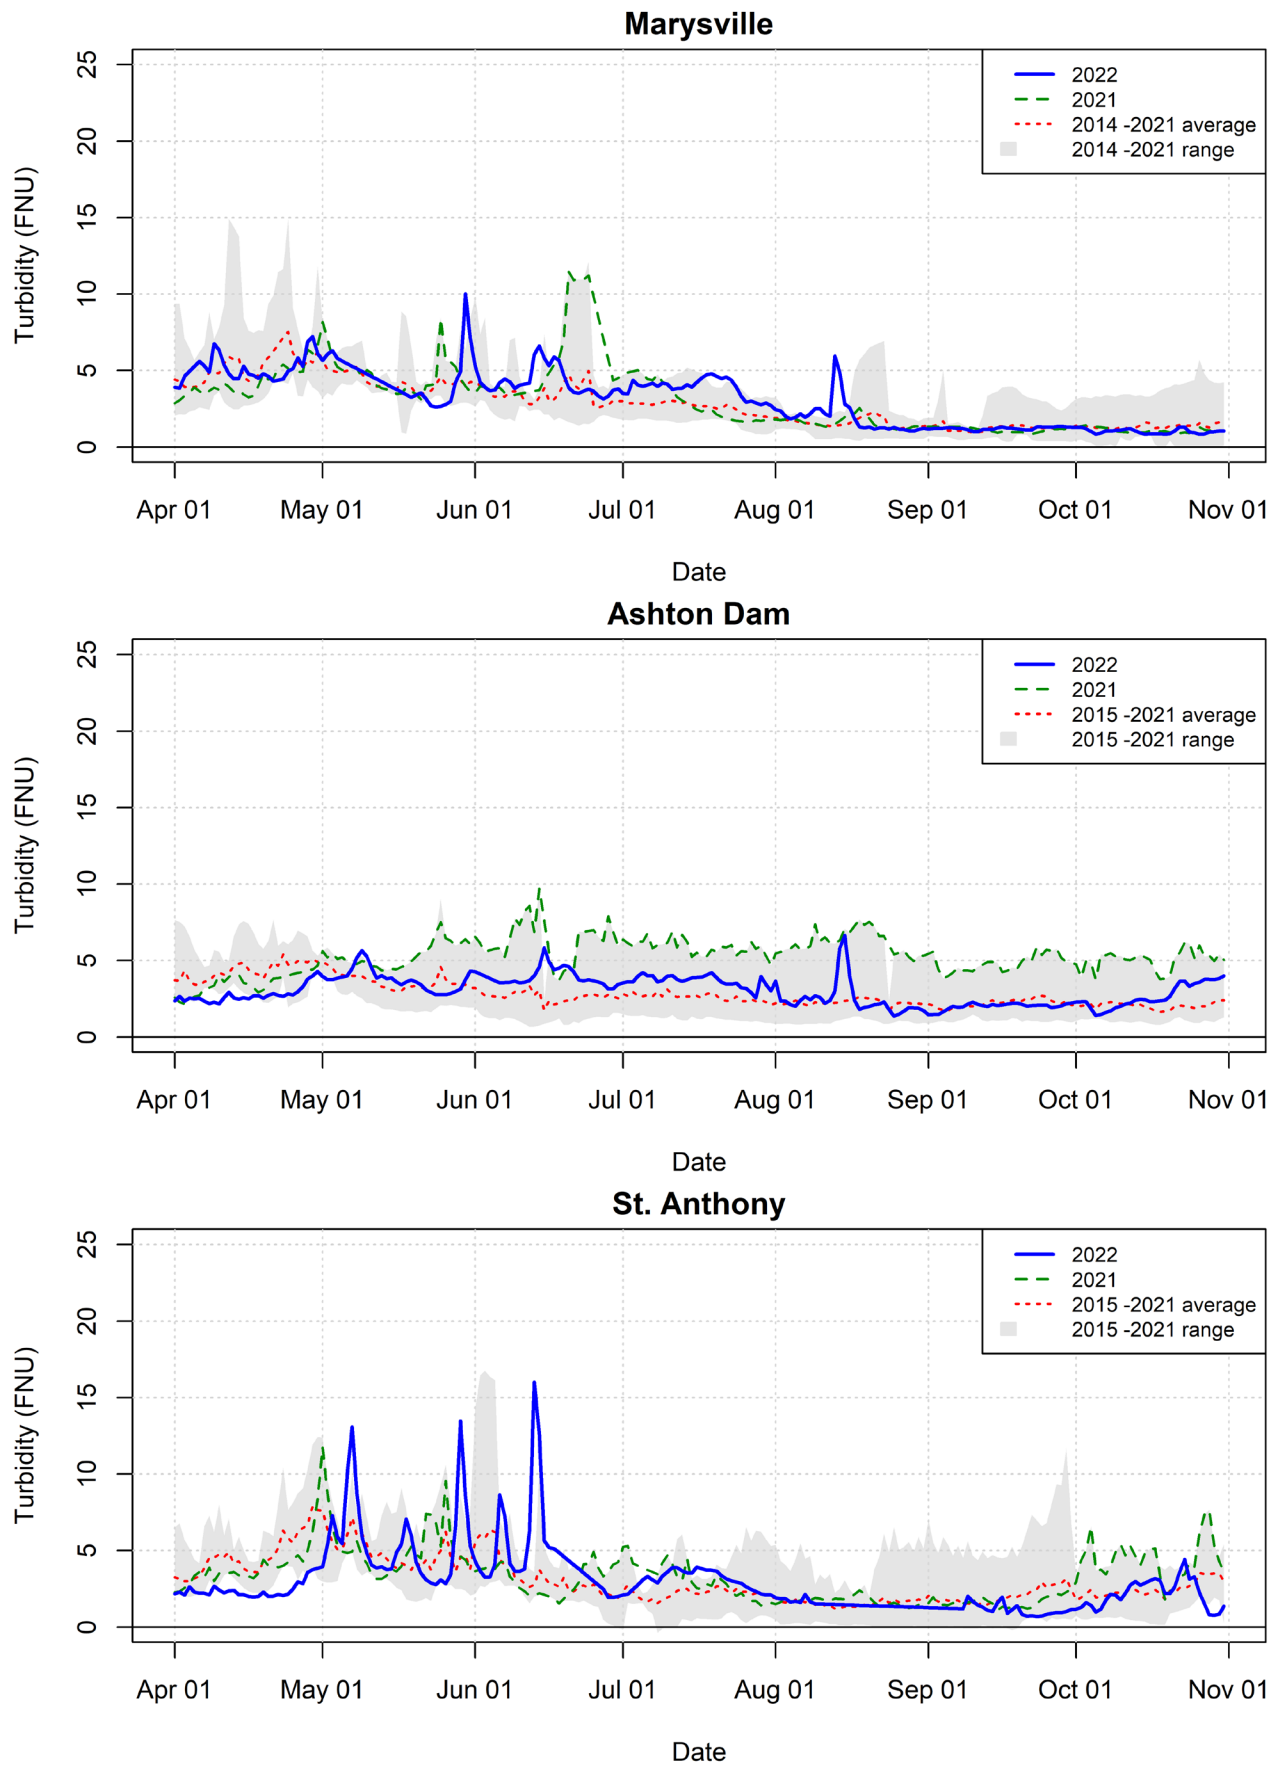 Marysville
Turbidity (FNU)
25
20
15
10
5
0
2022
2021
2014 -2021 average
2014 -2021 range
Apr 01 May 01 Jun 01 Jul 01 Aug 01 Sep 01 Oct 01 Nov 01
Date
Ashton Dam
Turbidity (FNU)
25
20
15
10
5
0
2022
2021
2015 -2021 average
2015 -2021 range
Apr 01 May 01 Jun 01 Jul 01 Aug 01 Sep 01 Oct 01 Nov 01
Date
St. Anthony
Turbidity (FNU)
25
20
15
10
5
0
2022
2021
2015 -2021 average
2015 -2021 range
Apr 01 May 01 Jun 01 Jul 01 Aug 01 Sep 01 Oct 01 Nov 01
Date